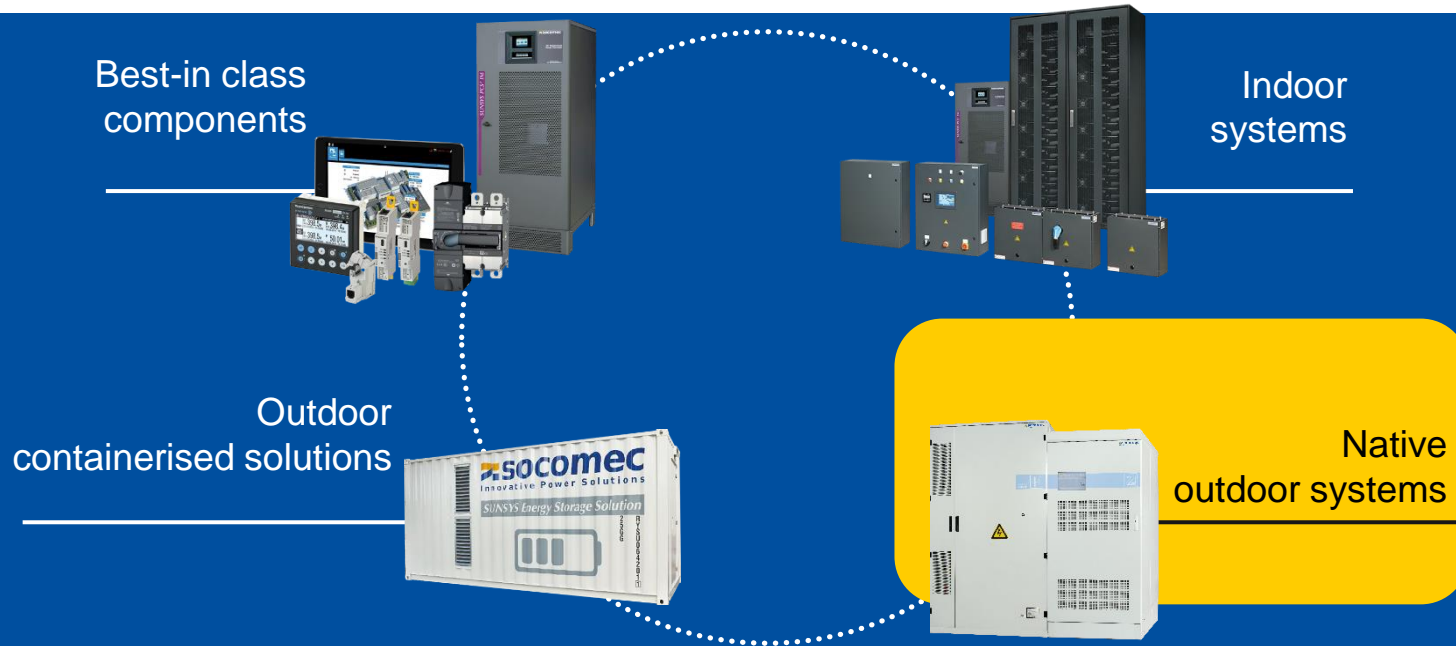 Best-in class
components
Indoor
systems
Outdoor
containerised solutions
socomec
Innovative Power Solutions
SUNSYS Energy Storage Solution
Native
outdoor systems